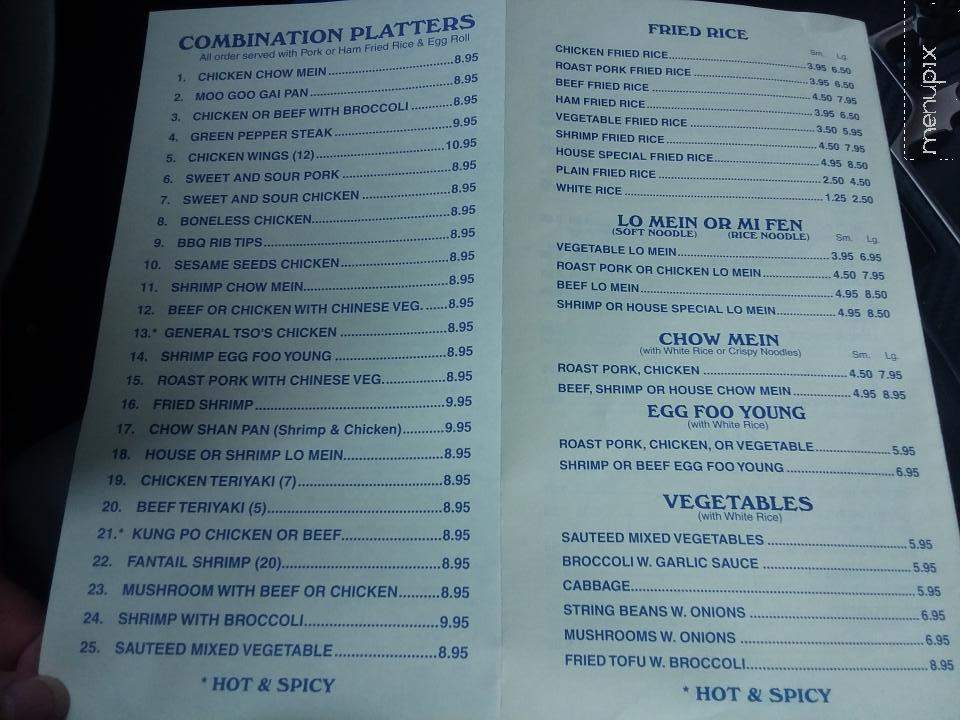 COMBINATION PLATTERS
All order served with Pork or Ham Fried Rice & Egg Roll
1. CHICKEN CHOW MEIN 8.95
2. MOO GOO GAI PAN 8.95
3. CHICKEN OR BEEF WITH BROCCOLI 8.95
4. GREEN PEPPER STEAK 9.95
5. CHICKEN WINGS (12) 10.95
6. SWEET AND SOUR PORK 8.95
7. SWEET AND SOUR CHICKEN 8.95
8. BONELESS CHICKEN 8.95
9. BBQ RIB TIPS 8.95
10. SESAME SEEDS CHICKEN 8.95
11. SHRIMP CHOW MEIN 8.95
12. BEEF OR CHICKEN WITH CHINESE VEG. 8.95
13.* GENERAL TSO'S CHICKEN 8.95
14. SHRIMP EGG FOO YOUNG 8.95
15. ROAST PORK WITH CHINESE VEG. 8.95
16. FRIED SHRIMP 9.95
17. CHOW SHAN PAN (Shrimp & Chicken) 9.95
18. HOUSE OR SHRIMP LO MEIN 8.95
19. CHICKEN TERIYAKI (7) 8.95
20. BEEF TERIYAKI (5) 8.95
21.* KUNG PO CHICKEN OR BEEF 8.95
22. FANTAIL SHRIMP (20) 8.95
23. MUSHROOM WITH BEEF OR CHICKEN 8.95
24. SHRIMP WITH BROCCOLI 9.95
25. SAUTEED MIXED VEGETABLE 8.95
* HOT & SPICY
FRIED RICE
Sm. Lg.
CHICKEN FRIED RICE 3.95 6.50
ROAST PORK FRIED RICE 3.95 6.50
BEEF FRIED RICE 4.50 7.95
HAM FRIED RICE 3.95 6.50
VEGETABLE FRIED RICE 3.50 5.95
SHRIMP FRIED RICE 4.50 7.95
HOUSE SPECIAL FRIED RICE 4.95 8.50
PLAIN FRIED RICE 2.50 4.50
WHITE RICE 1.25 2.50
LO MEIN OR MI FEN
(SOFT NOODLE) (RICE NOODLE) Sm. Lg.
VEGETABLE LO MEIN 3.95 6.95
ROAST PORK OR CHICKEN LO MEIN 4.50 7.95
BEEF LO MEIN 4.95 8.50
SHRIMP OR HOUSE SPECIAL LO MEIN 4.95 8.50
CHOW MEIN
(with White Rice or Crispy Noodles) Sm. Lg.
ROAST PORK, CHICKEN 4.50 7.95
BEEF, SHRIMP OR HOUSE CHOW MEIN 4.95 8.95
EGG FOO YOUNG
(with White Rice)
ROAST PORK, CHICKEN, OR VEGETABLE 5.95
SHRIMP OR BEEF EGG FOO YOUNG 6.95
VEGETABLES
(with White Rice)
SAUTEED MIXED VEGETABLES 5.95
BROCCOLI W. GARLIC SAUCE 5.95
CABBAGE 5.95
STRING BEANS W. ONIONS 6.95
MUSHROOMS W. ONIONS 6.95
FRIED TOFU W. BROCCOLI 8.95
* HOT & SPICY
menupix